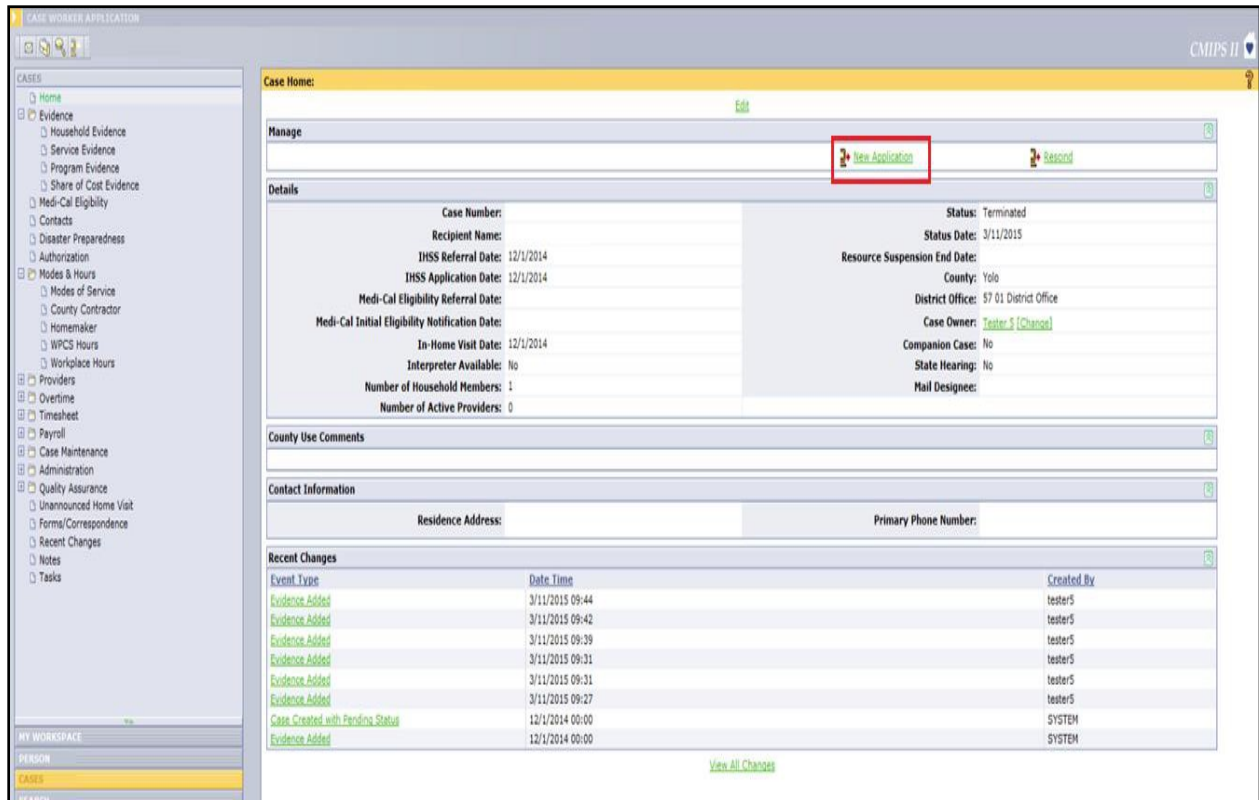 CASE WORKER APPLICATION
CMIPS II
CASES
Home
Evidence
Household Evidence
Service Evidence
Program Evidence
Share of Cost Evidence
Medi-Cal Eligibility
Contacts
Disaster Preparedness
Authorization
Modes & Hours
Modes of Service
County Contractor
Homemaker
WPCS Hours
Workplace Hours
Providers
Overtime
Timesheet
Payroll
Case Maintenance
Administration
Quality Assurance
Unannounced Home Visit
Forms/Correspondence
Recent Changes
Notes
Tasks
MY WORKSPACE
PERSON
CASES
SEARCH
Case Home:
Edit
Manage
New Application Rescind
Details
Case Number: Status: Terminated
Recipient Name: Status Date: 3/11/2015
IHSS Referral Date: 12/1/2014 Resource Suspension End Date:
IHSS Application Date: 12/1/2014 County: Yolo
Medi-Cal Eligibility Referral Date: District Office: 57 01 District Office
Medi-Cal Initial Eligibility Notification Date: Case Owner: Tester 5 [Change]
In-Home Visit Date: 12/1/2014 Companion Case: No
Interpreter Available: No State Hearing: No
Number of Household Members: 1 Mail Designee:
Number of Active Providers: 0
County Use Comments
Contact Information
Residence Address: Primary Phone Number:
Recent Changes
Event Type Date Time Created By
Evidence Added 3/11/2015 09:44 tester5
Evidence Added 3/11/2015 09:42 tester5
Evidence Added 3/11/2015 09:39 tester5
Evidence Added 3/11/2015 09:31 tester5
Evidence Added 3/11/2015 09:31 tester5
Evidence Added 3/11/2015 09:27 tester5
Case Created with Pending Status 12/1/2014 00:00 SYSTEM
Evidence Added 12/1/2014 00:00 SYSTEM
View All Changes